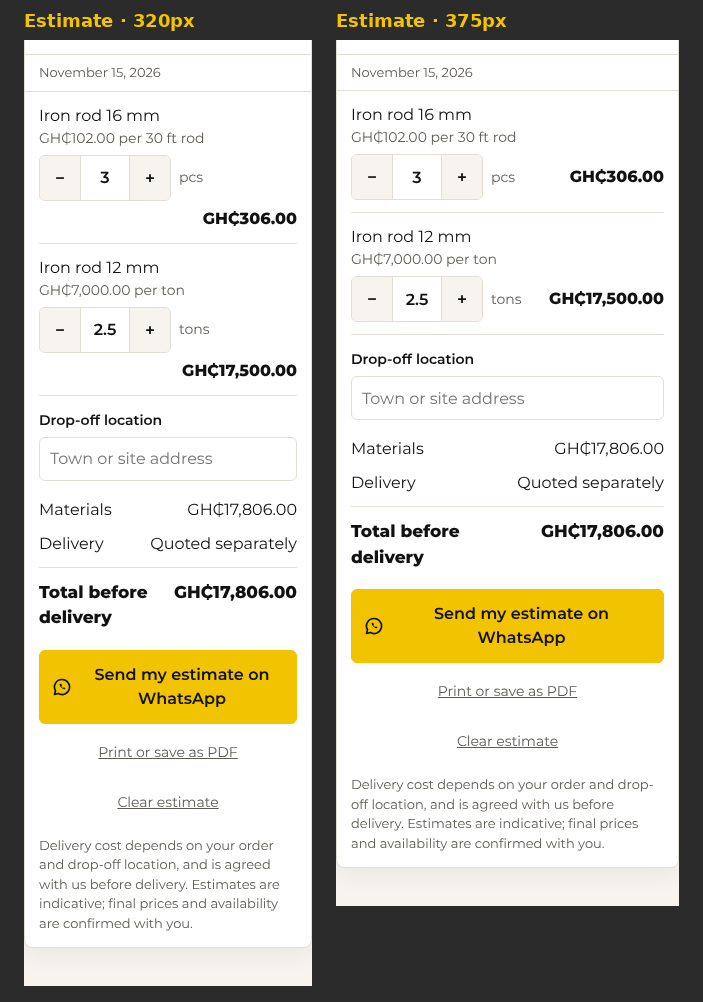 Estimate · 320px
November 15, 2026
Iron rod 16 mm
GH₵102.00 per 30 ft rod
− 3 + pcs
GH₵306.00
Iron rod 12 mm
GH₵7,000.00 per ton
− 2.5 + tons
GH₵17,500.00
Drop-off location
Town or site address
Materials GH₵17,806.00
Delivery Quoted separately
Total before GH₵17,806.00
delivery
Send my estimate on
WhatsApp
Print or save as PDF
Clear estimate
Delivery cost depends on your order
and drop-off location, and is agreed
with us before delivery. Estimates are
indicative; final prices and availability
are confirmed with you.
Estimate · 375px
November 15, 2026
Iron rod 16 mm
GH₵102.00 per 30 ft rod
− 3 + pcs GH₵306.00
Iron rod 12 mm
GH₵7,000.00 per ton
− 2.5 + tons GH₵17,500.00
Drop-off location
Town or site address
Materials GH₵17,806.00
Delivery Quoted separately
Total before GH₵17,806.00
delivery
Send my estimate on
WhatsApp
Print or save as PDF
Clear estimate
Delivery cost depends on your order and drop-
off location, and is agreed with us before
delivery. Estimates are indicative; final prices
and availability are confirmed with you.